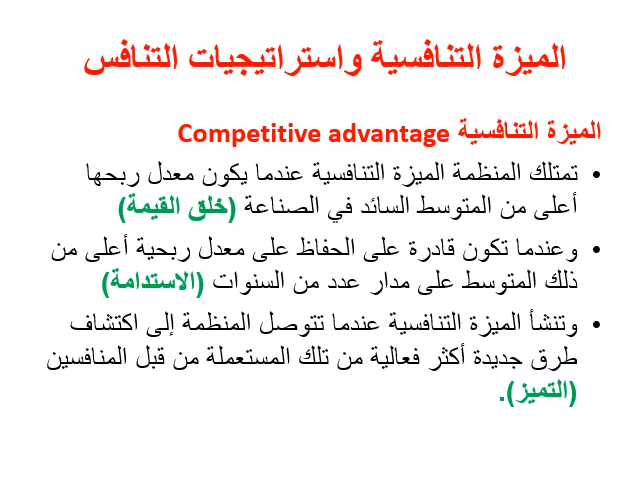 الميزة التنافسية واستراتيجيات التنافس
الميزة التنافسية Competitive advantage
• تمتلك المنظمة الميزة التنافسية عندما يكون معدل ربحها
أعلى من المتوسط السائد في الصناعة (خلق القيمة)
• وعندما تكون قادرة على الحفاظ على معدل ربحية أعلى من
ذلك المتوسط على مدار عدد من السنوات (الاستدامة)
• وتنشأ الميزة التنافسية عندما تتوصل المنظمة إلى اكتشاف
طرق جديدة أكثر فعالية من تلك المستعملة من قبل المنافسين
(التميز).